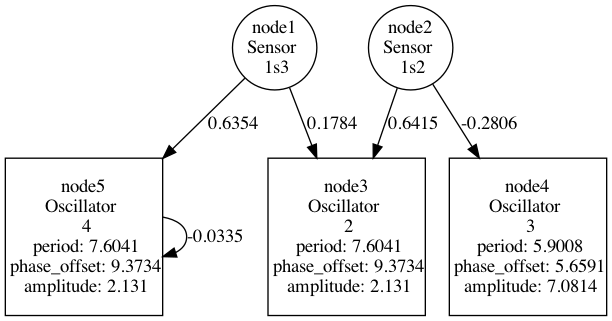 node1
Sensor
1s3
node2
Sensor
1s2
0.6354
0.1784
0.6415
-0.2806
node5
Oscillator
4
period: 7.6041
phase_offset: 9.3734
amplitude: 2.131
-0.0335
node3
Oscillator
2
period: 7.6041
phase_offset: 9.3734
amplitude: 2.131
node4
Oscillator
3
period: 5.9008
phase_offset: 5.6591
amplitude: 7.0814